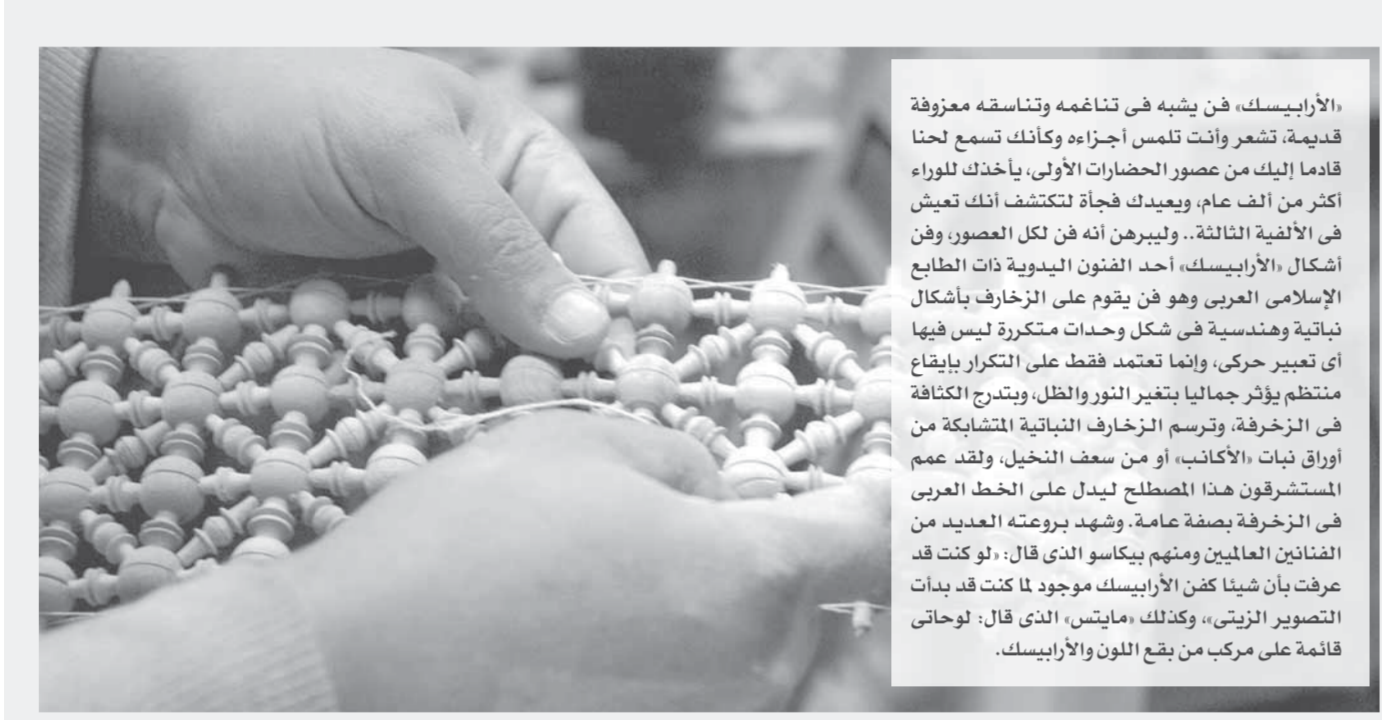 «الأرابيسك» فن يشبه فى تناغمه وتناسقه معزوفة
قديمة، تشعر وأنت تلمس أجزاءه وكأنك تسمع لحنا
قادما إليك من عصور الحضارات الأولى، يأخذك للوراء
أكثر من ألف عام، ويعيدك فجأة لتكتشف أنك تعيش
فى الألفية الثالثة.. وليبرهن أنه فن لكل العصور، وفن
أشكال «الأرابيسك» أحد الفنون اليدوية ذات الطابع
الإسلامى العربى وهو فن يقوم على الزخارف بأشكال
نباتية وهندسية فى شكل وحدات متكررة ليس فيها
أى تعبير حركى، وإنما تعتمد فقط على التكرار بإيقاع
منتظم يؤثر جماليا بتغير النور والظل، وبتدرج الكثافة
فى الزخرفة، وترسم الزخارف النباتية المتشابكة من
أوراق نبات «الأكانب» أو من سعف النخيل، ولقد عمم
المستشرقون هذا المصطلح ليدل على الخط العربى
فى الزخرفة بصفة عامة. وشهد بروعته العديد من
الفنانين العالميين ومنهم بيكاسو الذى قال: «لو كنت قد
عرفت بأن شيئا كفن الأرابيسك موجود لما كنت قد بدأت
التصوير الزيتى»، وكذلك «مايتس» الذى قال: لوحاتى
قائمة على مركب من بقع اللون والأرابيسك.